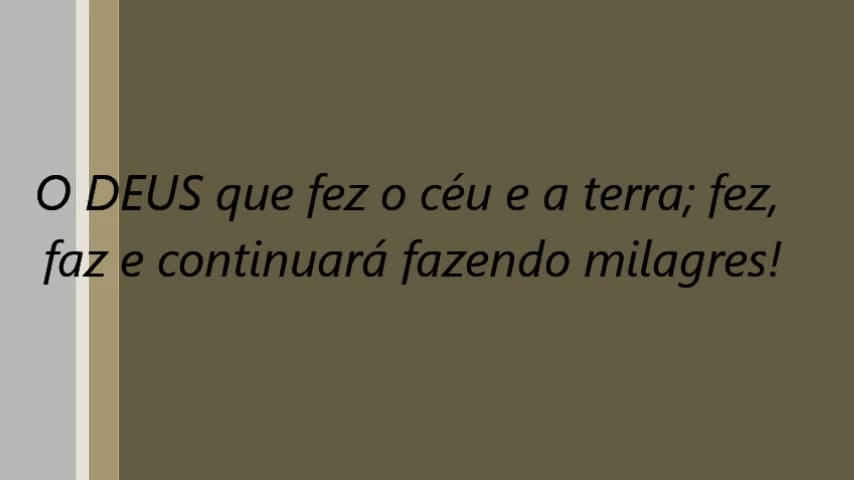 O DEUS que fez o céu e a terra; fez,
faz e continuará fazendo milagres!